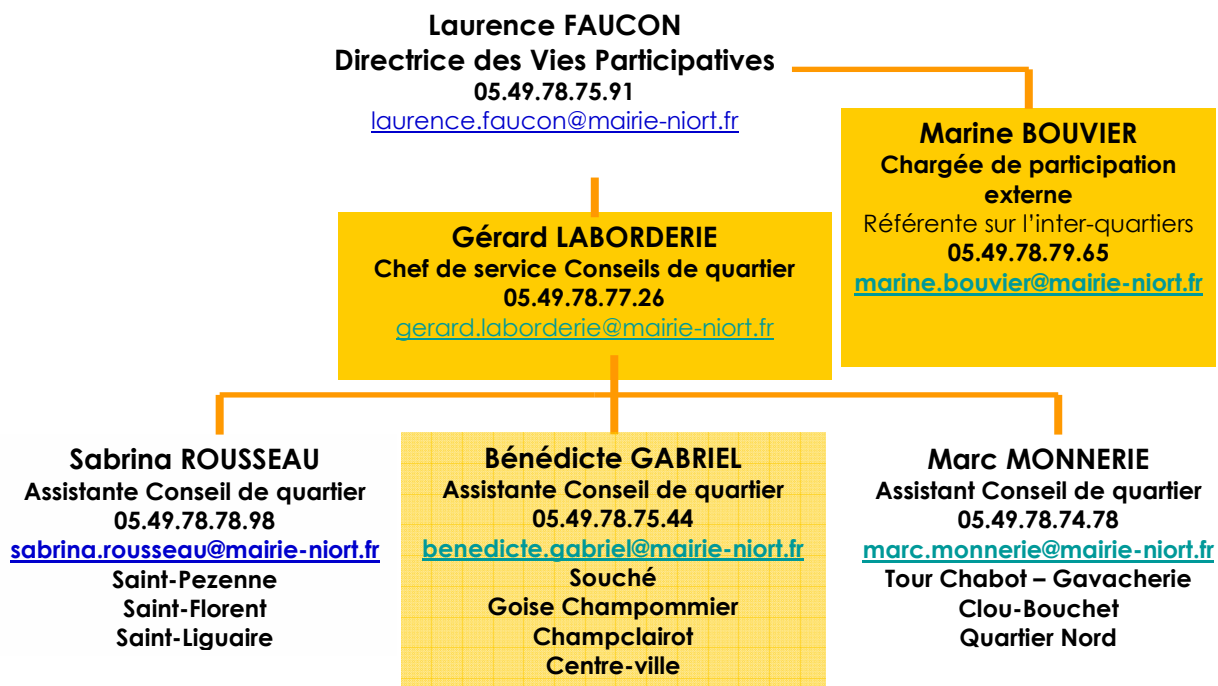 Laurence FAUCON
Directrice des Vies Participatives
05.49.78.75.91
laurence.faucon@mairie-niort.fr
Marine BOUVIER
Chargée de participation
externe
Référente sur l'inter-quartiers
05.49.78.79.65
marine.bouvier@mairie-niort.fr
Gérard LABORDERIE
Chef de service Conseils de quartier
05.49.78.77.26
gerard.laborderie@mairie-niort.fr
Sabrina ROUSSEAU
Assistante Conseil de quartier
05.49.78.78.98
sabrina.rousseau@mairie-niort.fr
Saint-Pezenne
Saint-Florent
Saint-Liguaire
Bénédicte GABRIEL
Assistante Conseil de quartier
05.49.78.75.44
benedicte.gabriel@mairie-niort.fr
Souché
Goise Champommier
Champclairot
Centre-ville
Marc MONNERIE
Assistant Conseil de quartier
05.49.78.74.78
marc.monnerie@mairie-niort.fr
Tour Chabot – Gavacherie
Clou-Bouchet
Quartier Nord